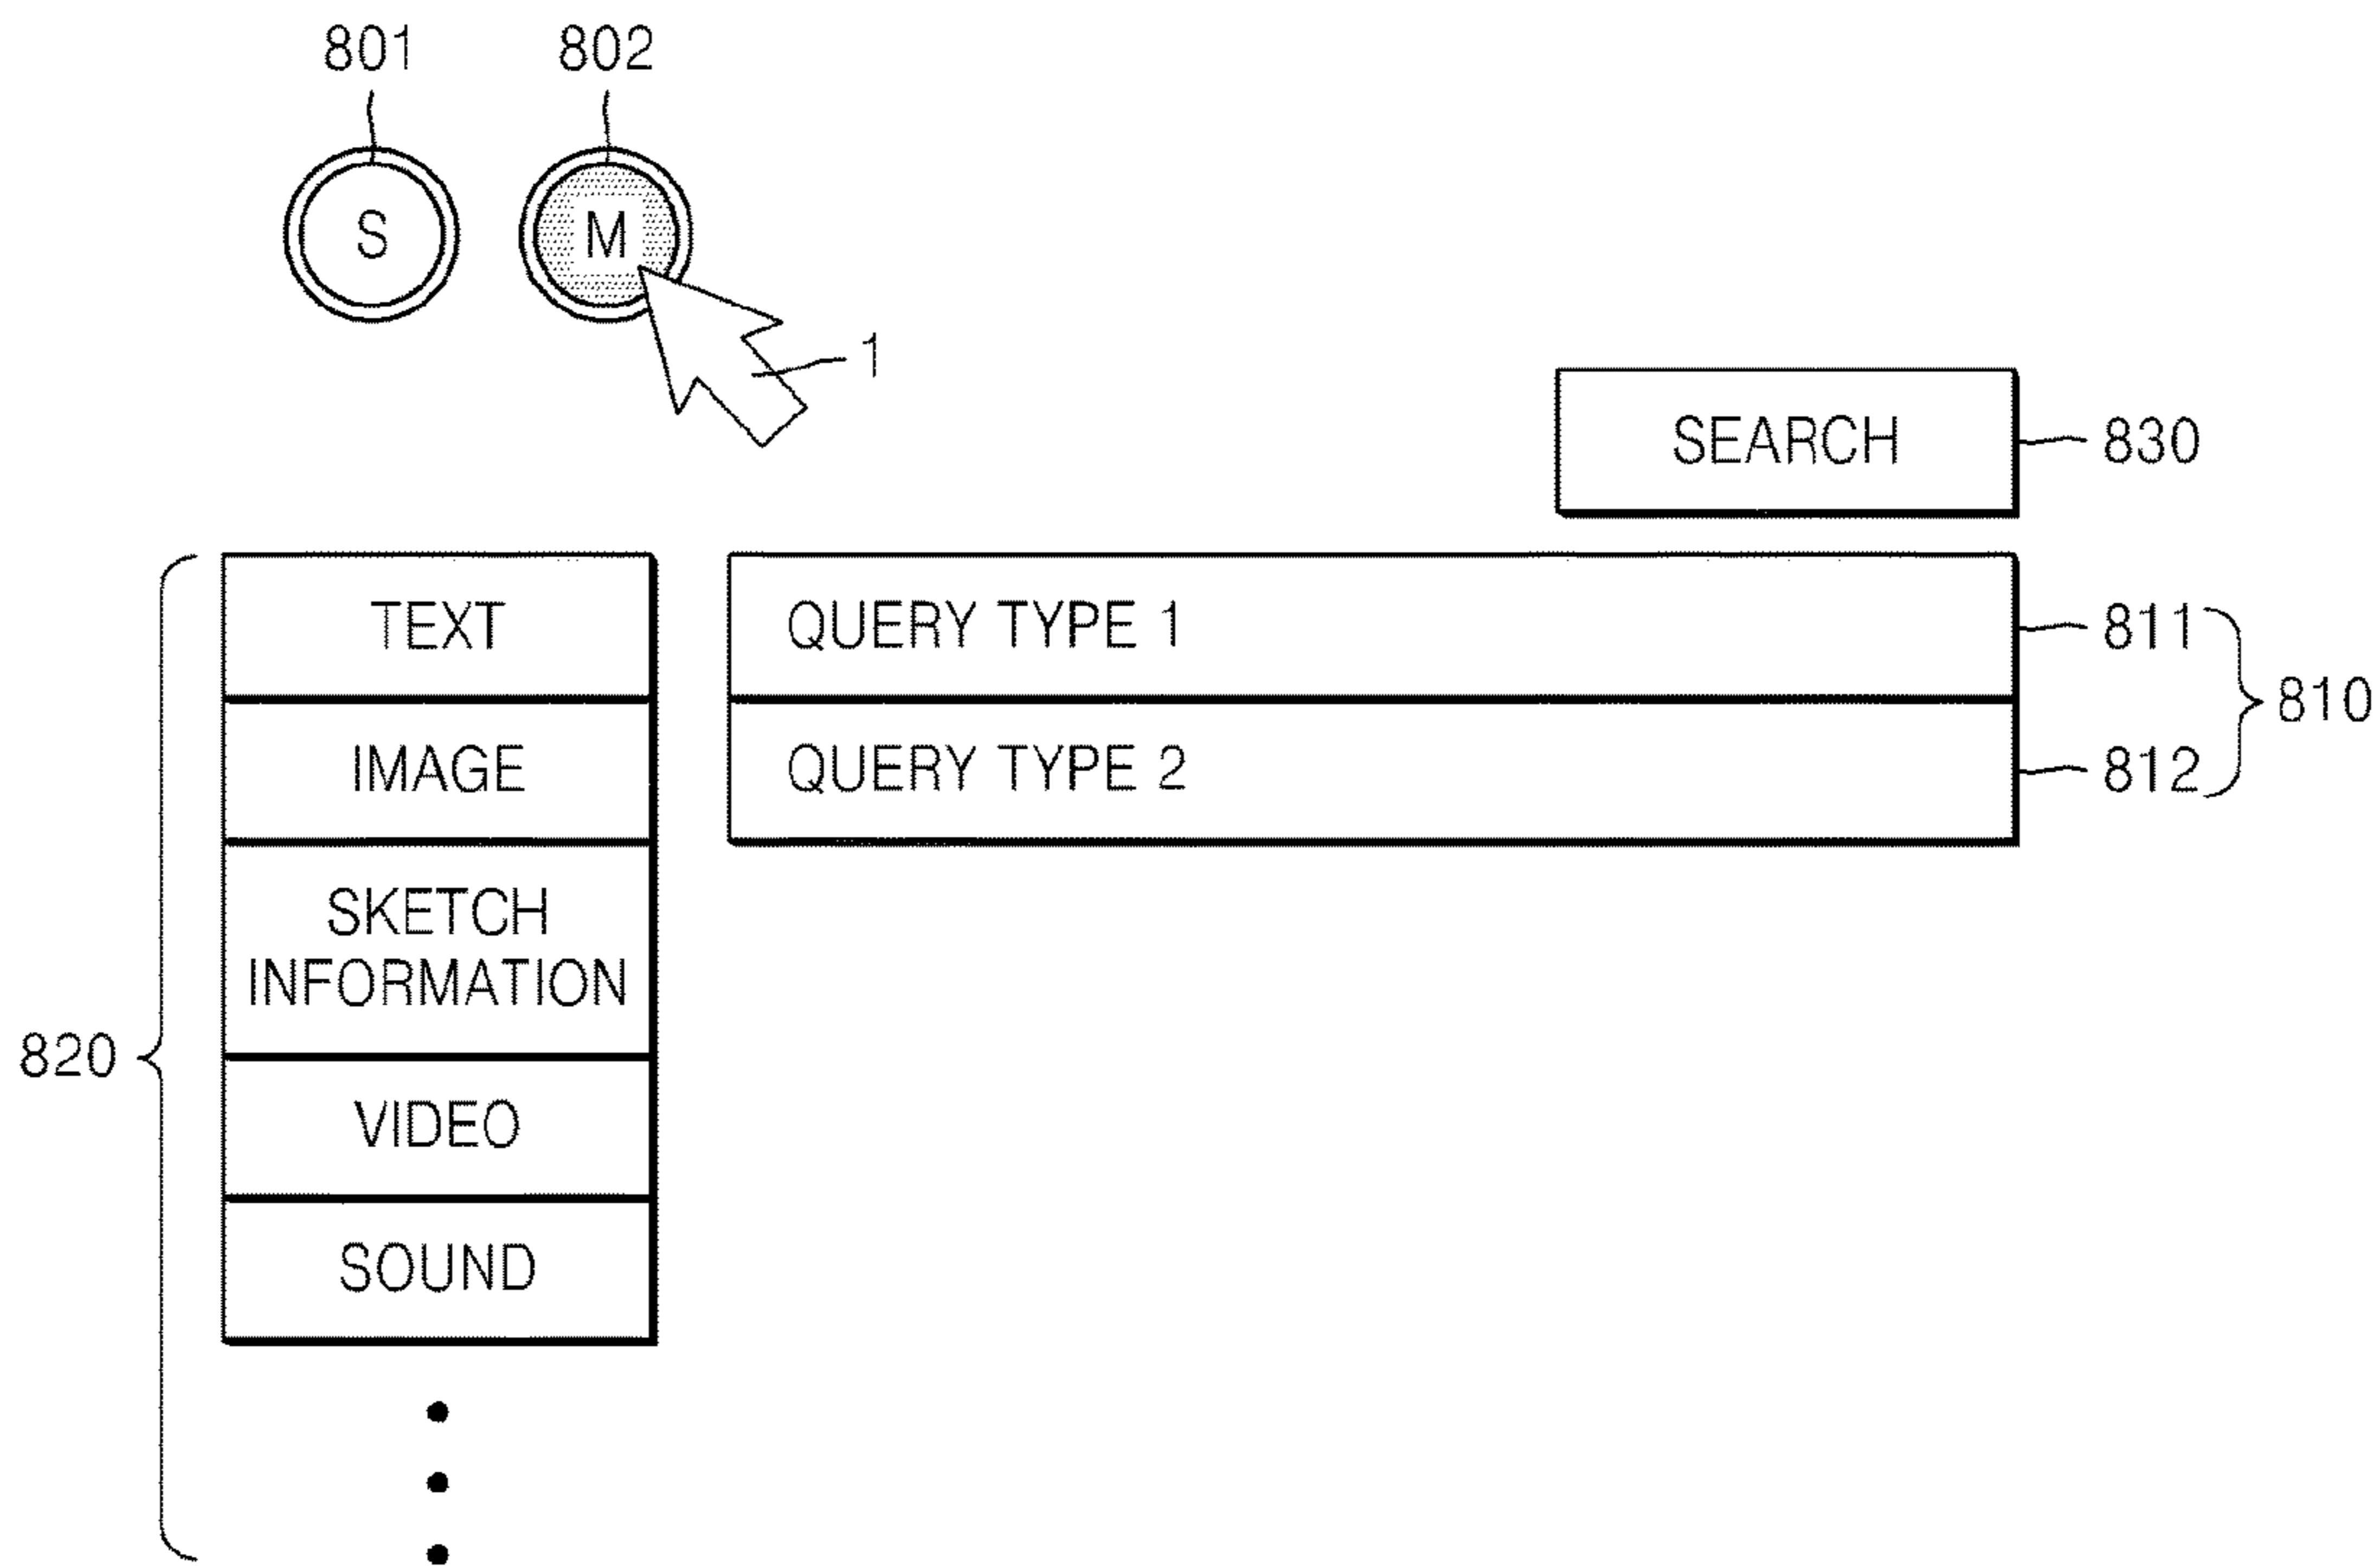 801 802
S M
1
SEARCH 830
TEXT QUERY TYPE 1 811
810
IMAGE QUERY TYPE 2 812
SKETCH
INFORMATION
820
VIDEO
SOUND